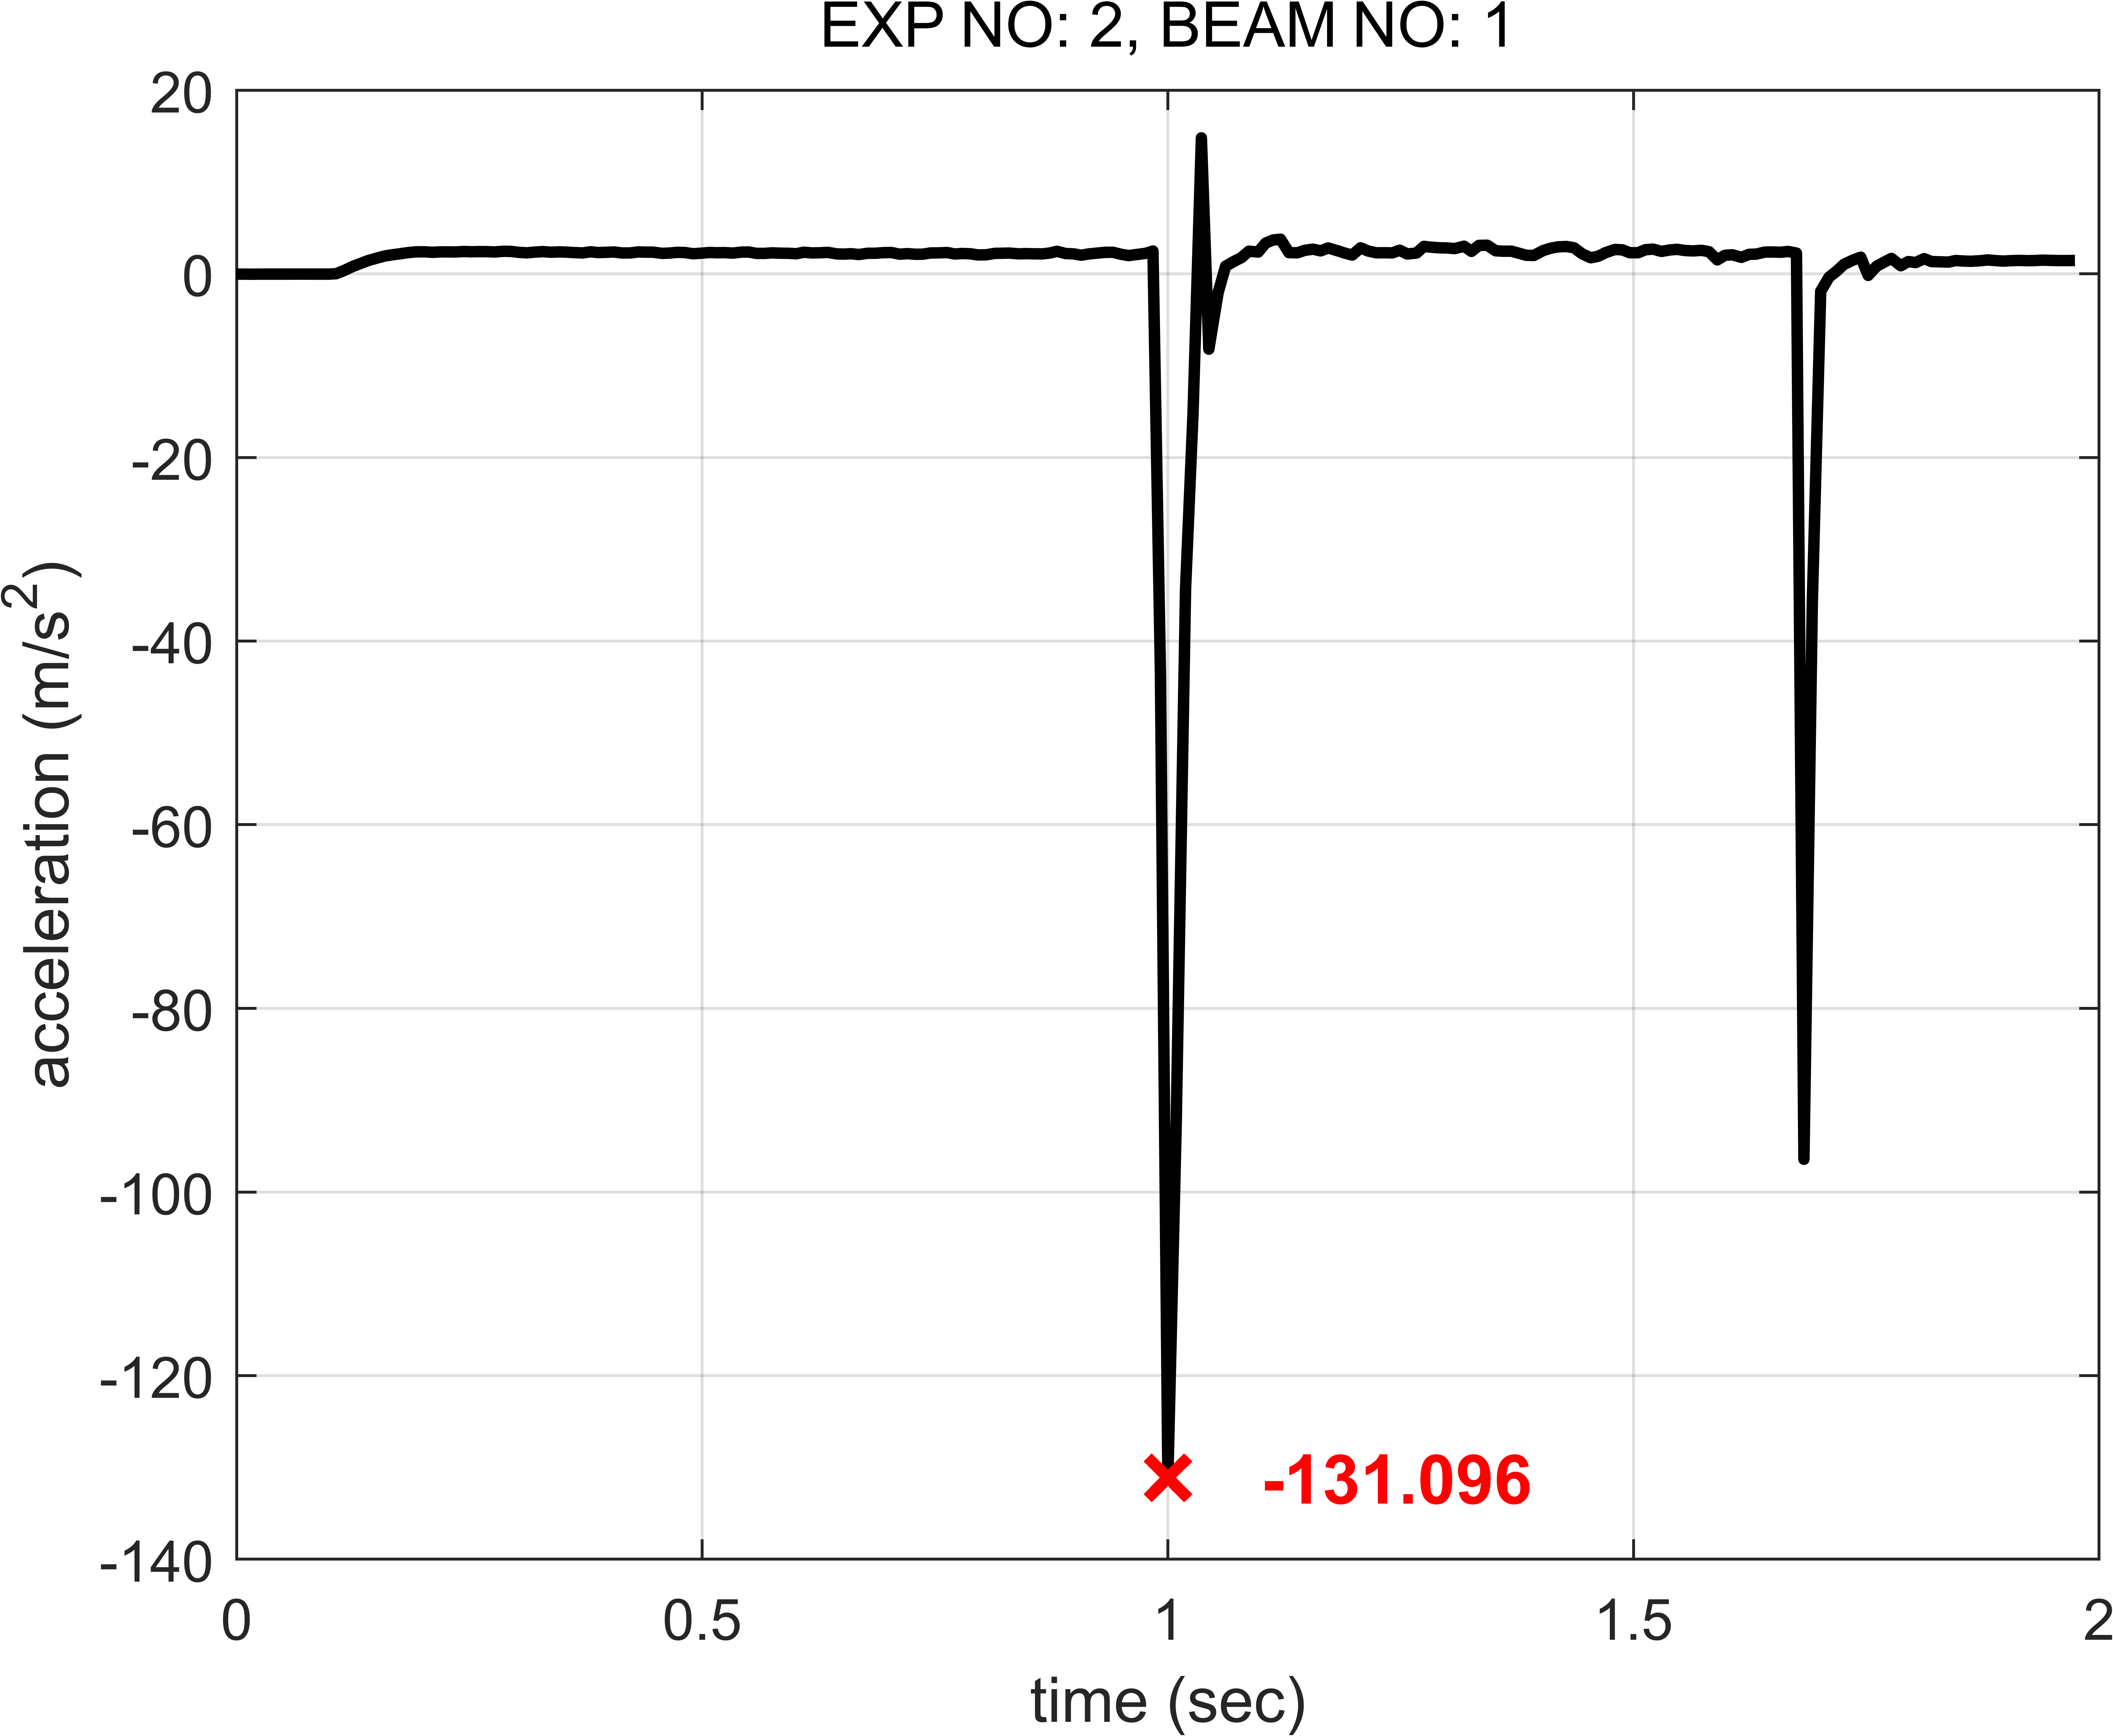 EXP NO: 2, BEAM NO: 1
20
0
-20
-40
-60
-80
-100
-120
-140
acceleration (m/s²)
-131.096
0 0.5 1 1.5 2
time (sec)